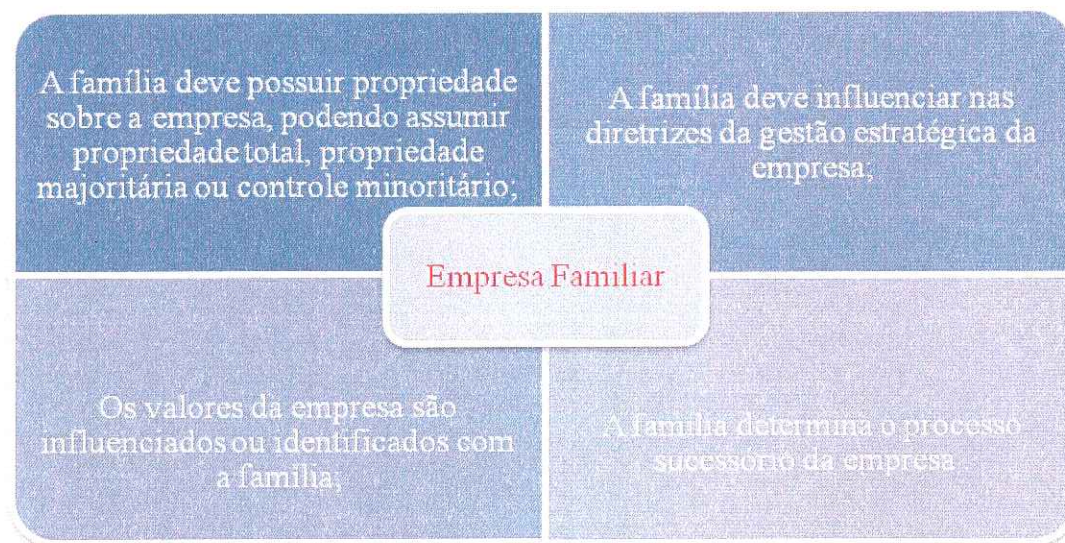 A família deve possuir propriedade
sobre a empresa, podendo assumir
propriedade total, propriedade
majoritária ou controle minoritário;
A família deve influenciar nas
diretrizes da gestão estratégica da
empresa;
Empresa Familiar
Os valores da empresa são
influenciados ou identificados com
a família;
A família determina o processo
sucessório da empresa